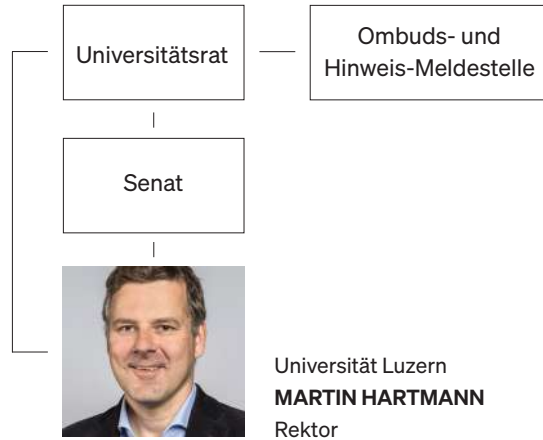 Universitätsrat
Ombuds- und
Hinweis-Meldestelle
Senat
Universität Luzern
MARTIN HARTMANN
Rektor